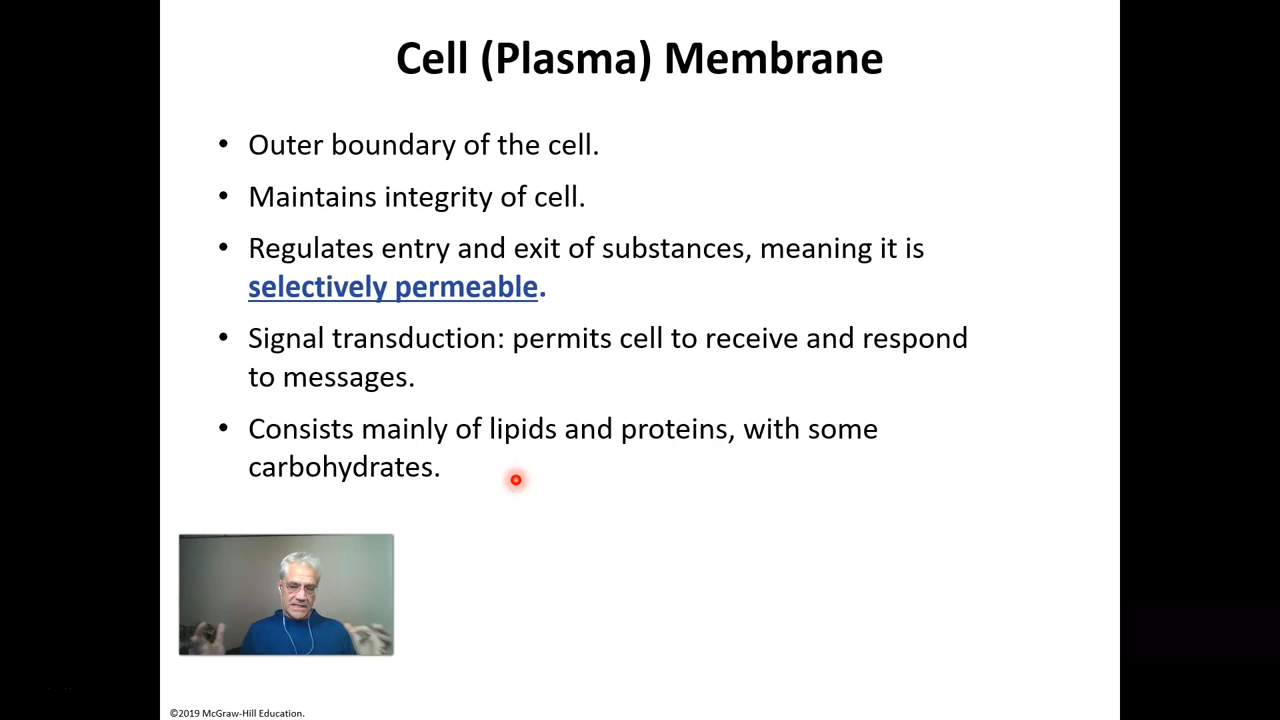 Cell (Plasma) Membrane
• Outer boundary of the cell.
• Maintains integrity of cell.
• Regulates entry and exit of substances, meaning it is
selectively permeable.
• Signal transduction: permits cell to receive and respond
to messages.
• Consists mainly of lipids and proteins, with some
carbohydrates.
©2019 McGraw-Hill Education.